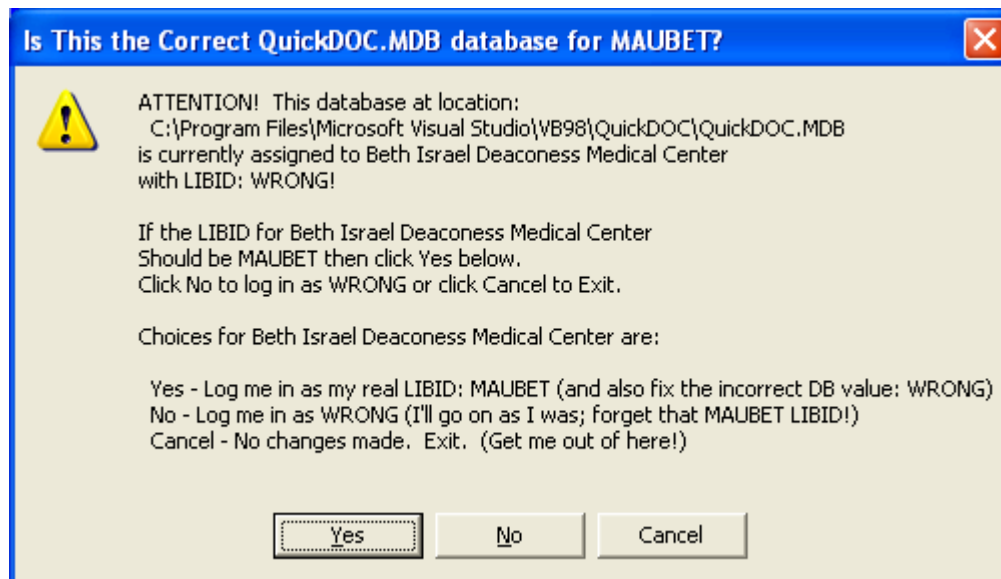 Is This the Correct QuickDOC.MDB database for MAUBET?
ATTENTION!  This database at location:
C:\Program Files\Microsoft Visual Studio\VB98\QuickDOC\QuickDOC.MDB
is currently assigned to Beth Israel Deaconess Medical Center
with LIBID: WRONG!
If the LIBID for Beth Israel Deaconess Medical Center
Should be MAUBET then click Yes below.
Click No to log in as WRONG or click Cancel to Exit.
Choices for Beth Israel Deaconess Medical Center are:
Yes - Log me in as my real LIBID: MAUBET (and also fix the incorrect DB value: WRONG)
No - Log me in as WRONG (I'll go on as I was; forget that MAUBET LIBID!)
Cancel - No changes made.  Exit.  (Get me out of here!)
Yes No Cancel